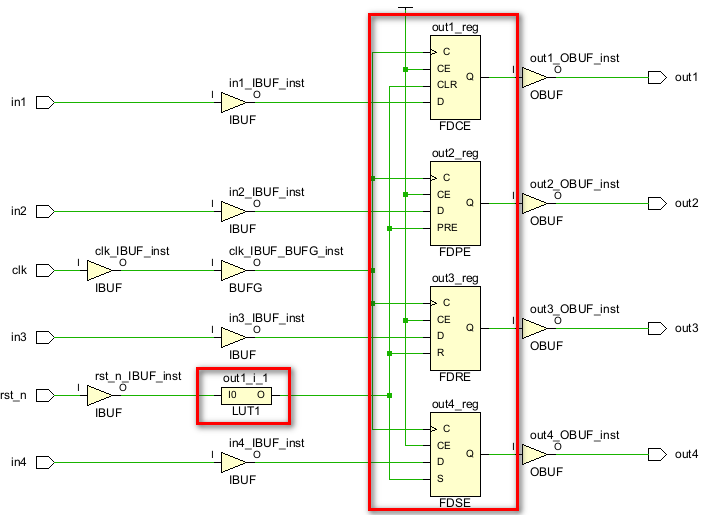 out1_reg
C
CE
CLR
D
Q
FDCE
in1
I
in1_IBUF_inst
O
IBUF
I
out1_OBUF_inst
O
OBUF
out1
out2_reg
C
CE
D
PRE
Q
FDPE
in2
I
in2_IBUF_inst
O
IBUF
I
out2_OBUF_inst
O
OBUF
out2
clk
I
clk_IBUF_inst
O
IBUF
I
clk_IBUF_BUFG_inst
O
BUFG
out3_reg
C
CE
D
R
Q
FDRE
in3
I
in3_IBUF_inst
O
IBUF
I
out3_OBUF_inst
O
OBUF
out3
rst_n
I
rst_n_IBUF_inst
O
IBUF
out1_i_1
I0 O
LUT1
out4_reg
C
CE
D
S
Q
FDSE
in4
I
in4_IBUF_inst
O
IBUF
I
out4_OBUF_inst
O
OBUF
out4